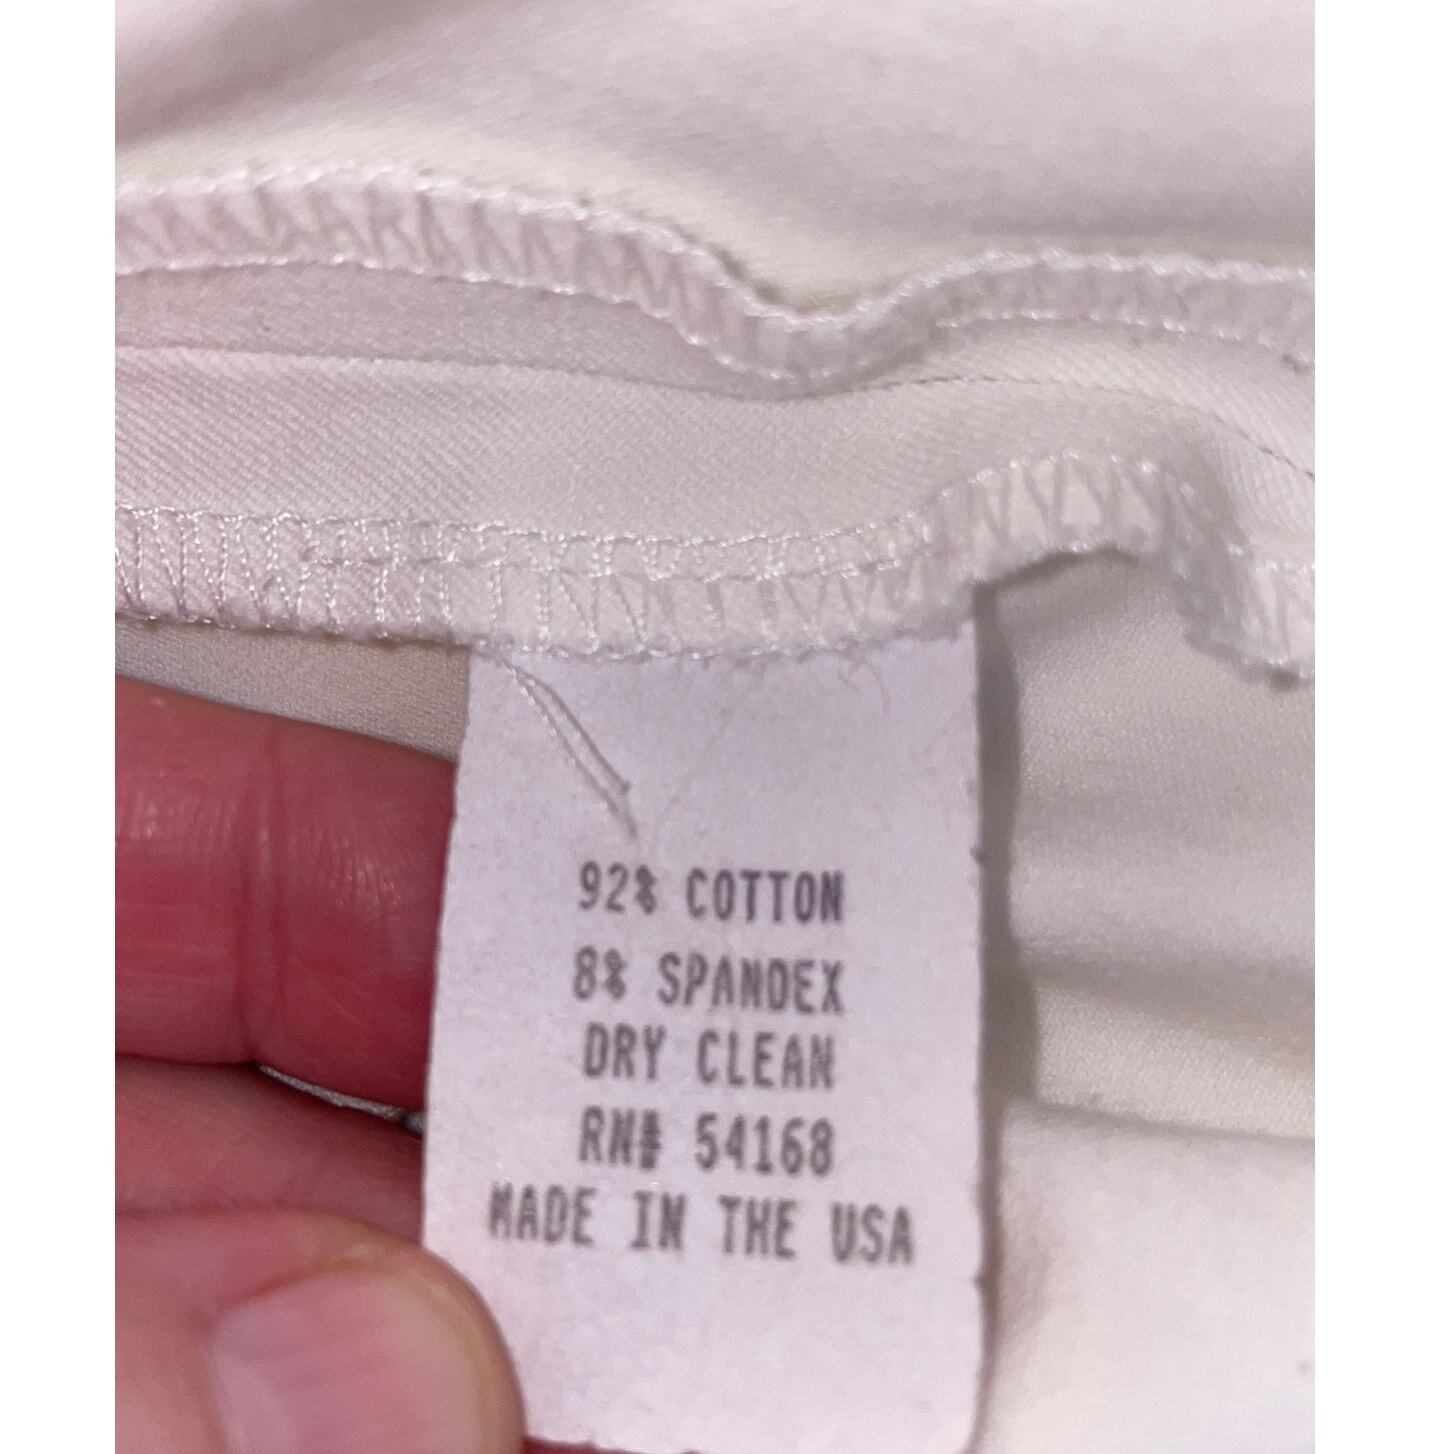 92% COTTON
8% SPANDEX
DRY CLEAN
RN# 54168
MADE IN THE USA